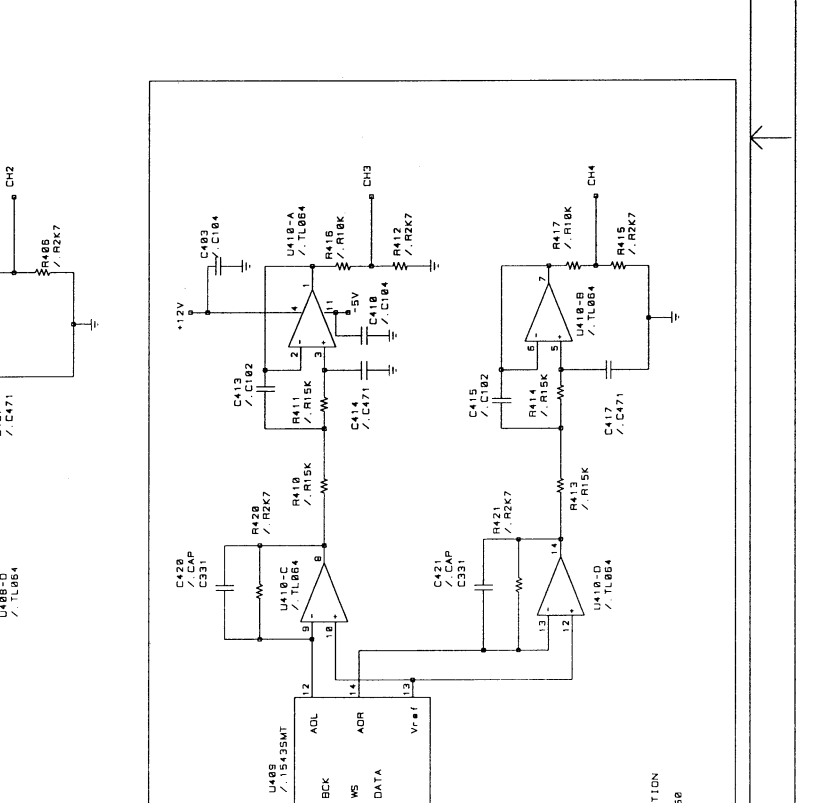 CH2
R406
/.R2K7
/.C471
U408-D
/.TL064
+12V
C403
/.C104
U410-A
/.TL064
R416
/.R10K
CH3
R412
/.R2K7
4
1
11
2
3
-
+
-5V
C410
/.C104
C413
/.C102
R411
/.R15K
C414
/.C471
R410
/.R15K
R420
/.R2K7
C420
/.CAP
C331
8
9
10
-
+
U410-C
/.TL064
R417
/.R10K
CH4
R415
/.R2K7
7
6
5
-
+
U410-B
/.TL064
C415
/.C102
R414
/.R15K
C417
/.C471
R413
/.R15K
R421
/.R2K7
C421
/.CAP
C331
14
13
12
-
+
U410-D
/.TL064
12
14
13
AOL
AOR
Vref
U409
/.1543SMT
BCK
WS
DATA
TION